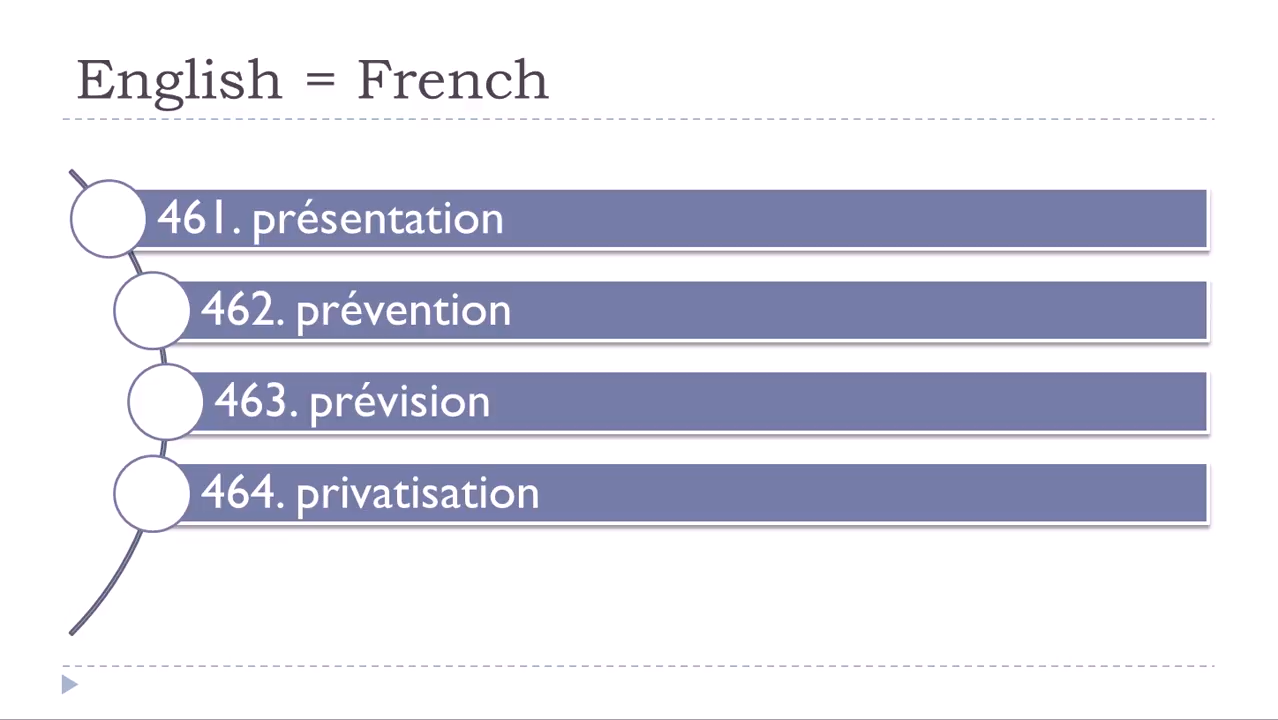 English = French
461. présentation
462. prévention
463. prévision
464. privatisation